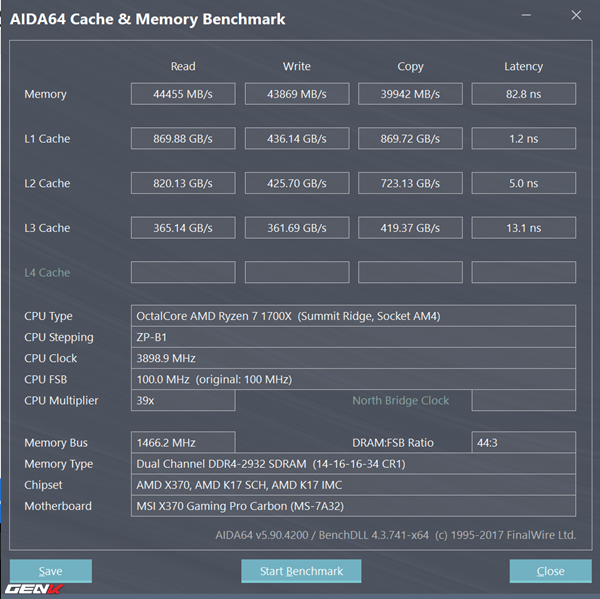 AIDA64 Cache & Memory Benchmark
Read Write Copy Latency
Memory 44455 MB/s 43869 MB/s 39942 MB/s 82.8 ns
L1 Cache 869.88 GB/s 436.14 GB/s 869.72 GB/s 1.2 ns
L2 Cache 820.13 GB/s 425.70 GB/s 723.13 GB/s 5.0 ns
L3 Cache 365.14 GB/s 361.69 GB/s 419.37 GB/s 13.1 ns
L4 Cache
CPU Type OctalCore AMD Ryzen 7 1700X (Summit Ridge, Socket AM4)
CPU Stepping ZP-B1
CPU Clock 3898.9 MHz
CPU FSB 100.0 MHz (original: 100 MHz)
CPU Multiplier 39x North Bridge Clock
Memory Bus 1466.2 MHz DRAM:FSB Ratio 44:3
Memory Type Dual Channel DDR4-2932 SDRAM (14-16-16-34 CR1)
Chipset AMD X370, AMD K17 SCH, AMD K17 IMC
Motherboard MSI X370 Gaming Pro Carbon (MS-7A32)
AIDA64 v5.90.4200 / BenchDLL 4.3.741-x64 (c) 1995-2017 FinalWire Ltd.
Save Start Benchmark Close
GENK